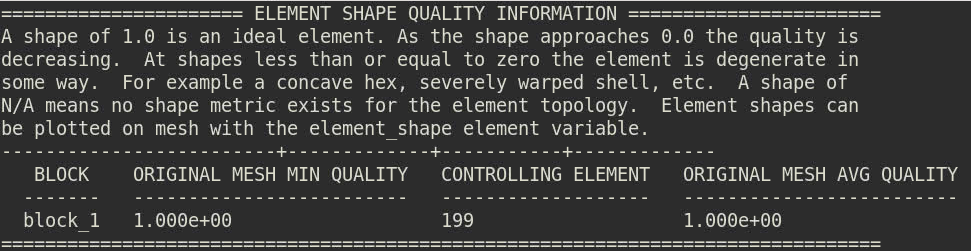 ====================== ELEMENT SHAPE QUALITY INFORMATION =======================
A shape of 1.0 is an ideal element. As the shape approaches 0.0 the quality is
decreasing.  At shapes less than or equal to zero the element is degenerate in
some way.  For example a concave hex, severely warped shell, etc.  A shape of
N/A means no shape metric exists for the element topology.  Element shapes can
be plotted on mesh with the element_shape element variable.
-------------------------+-------------+-----------+-------------
   BLOCK    ORIGINAL MESH MIN QUALITY   CONTROLLING ELEMENT   ORIGINAL MESH AVG QUALITY
  -------   -------------------------   -------------------   -------------------------
  block_1   1.000e+00                   199                   1.000e+00
================================================================================